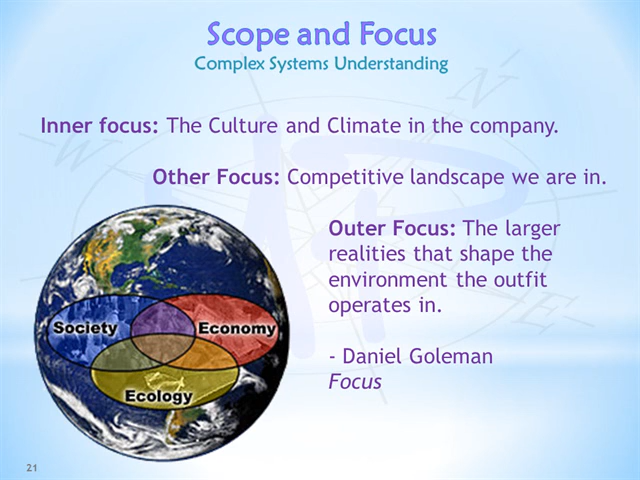 Scope and Focus
Complex Systems Understanding
Inner focus: The Culture and Climate in the company.
Other Focus: Competitive landscape we are in.
Outer Focus: The larger
realities that shape the
environment the outfit
operates in.
- Daniel Goleman
Focus
Society
Economy
Ecology
N
W
E
21